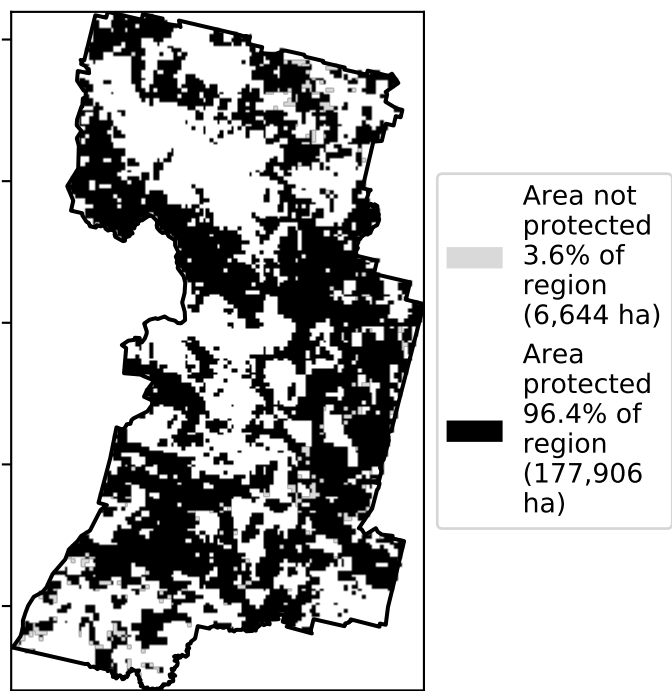 Area not
protected
3.6% of
region
(6,644 ha)
Area
protected
96.4% of
region
(177,906
ha)